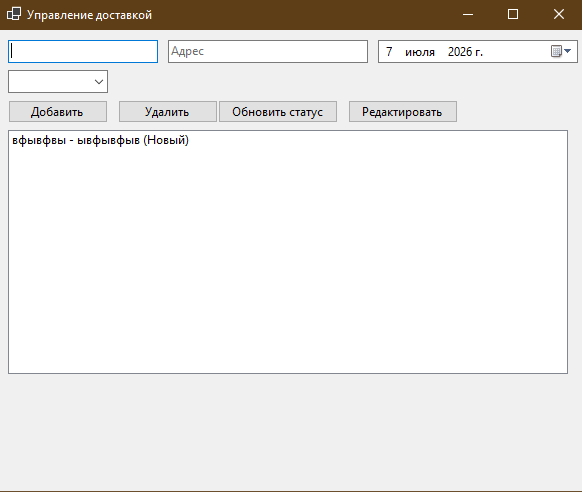 Управление доставкой
Адрес
7 июля 2026 г.
Добавить
Удалить
Обновить статус
Редактировать
вфывфвы - ывфывфыв (Новый)